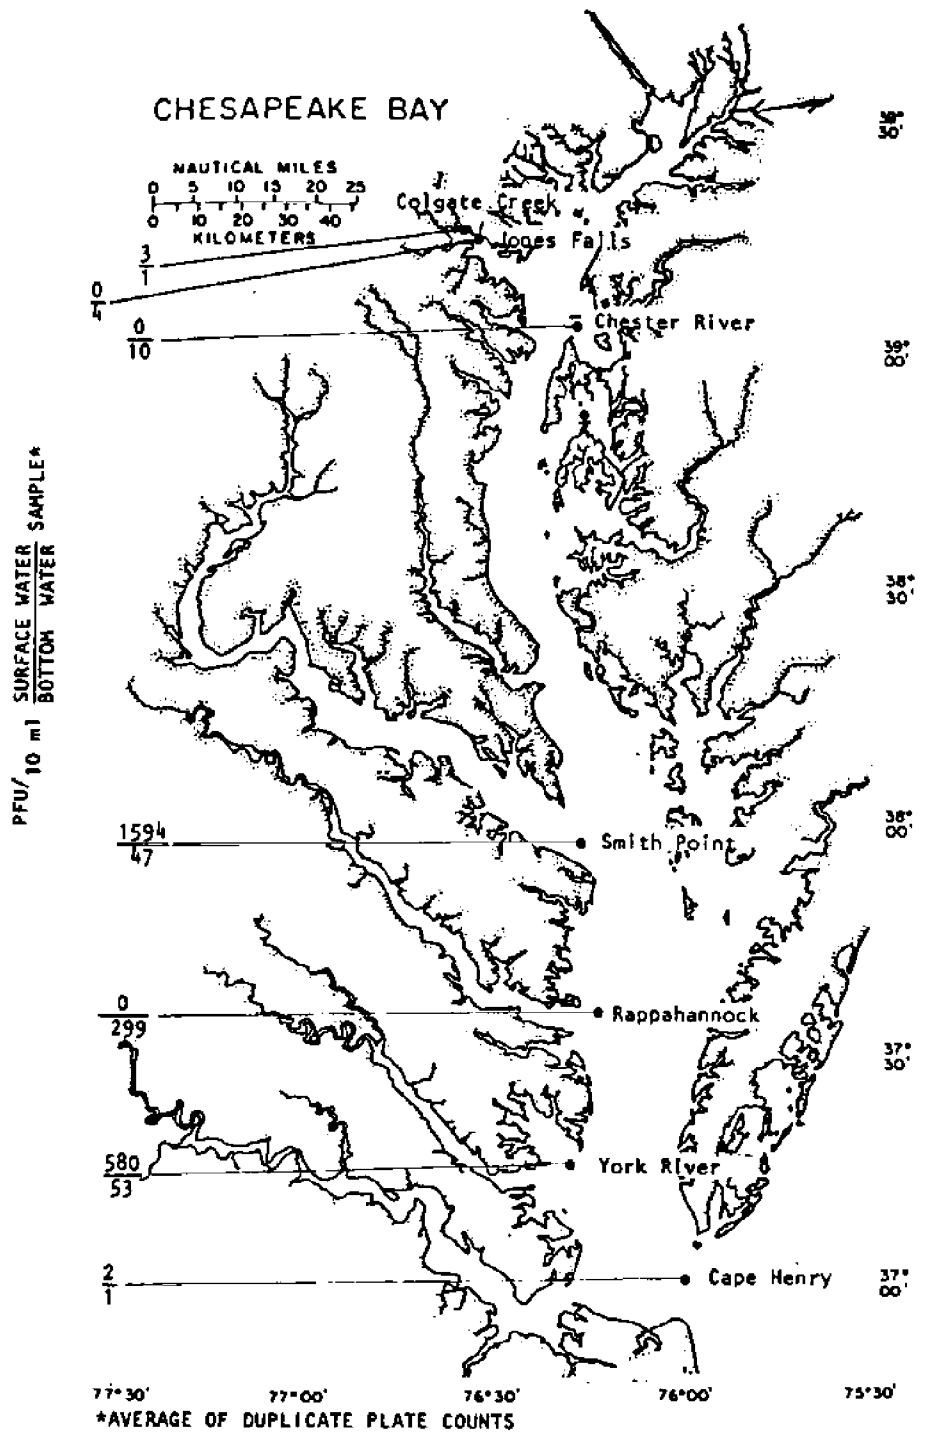 CHESAPEAKE BAY
NAUTICAL MILES
0 5 10 15 20 25
0 10 20 30 40
KILOMETERS
Colgate Creek
Jones Falls
3
1
0
4
0
10
Chester River
30'
39°
00'
38°
30'
PFU/10 ml SURFACE WATER SAMPLE*
BOTTOM WATER
1594
47
Smith Point
38°
00'
0
299
Rappahannock
37°
30'
580
53
York River
2
1
Cape Henry
37°
00'
77°30' 77°00' 76°30' 76°00' 75°30'
*AVERAGE OF DUPLICATE PLATE COUNTS